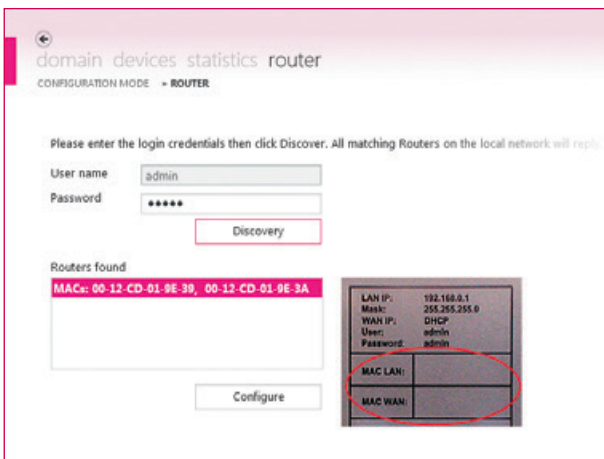 domain devices statistics router
CONFIGURATION MODE ▸ ROUTER
Please enter the login credentials then click Discover. All matching Routers on the local network will reply.
User name admin
Password •••••
Discovery
Routers found
MACs: 00-12-CD-01-9E-39, 00-12-CD-01-9E-3A
LAN IP: 192.168.0.1
Mask: 255.255.255.0
WAN IP: DHCP
User: admin
Password: admin
MAC LAN:
MAC WAN:
Configure